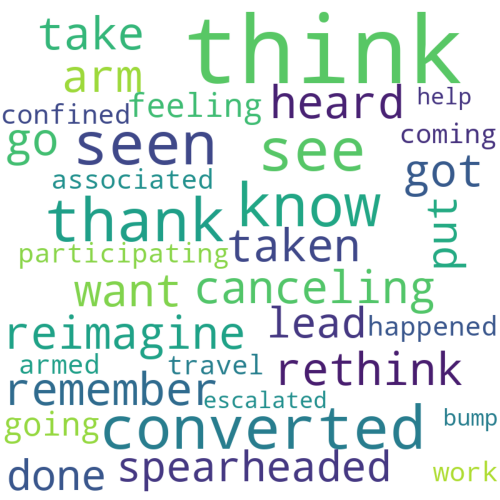 take think
arm
confined feeling heard help
go seen see coming
associated got
thank know put
participating taken
want canceling
reimagine lead happened
armed travel rethink
remember escalated
going converted bump
done spearheaded work